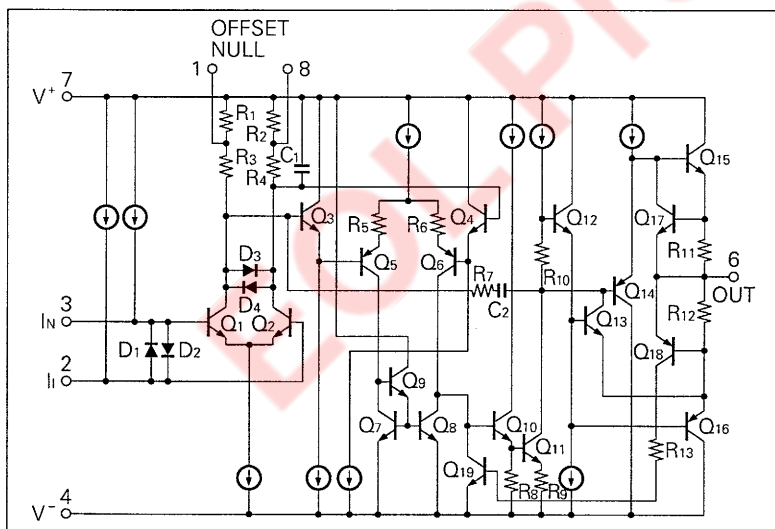 OFFSET
NULL
1
8
7
V+
R1
R2
R3
R4
C1
Q15
Q3
Q4
Q12
Q17
R5
R6
R11
Q5
Q6
R7
R10
6
D3
C2
Q14
OUT
D4
Q13
R12
3
IN
Q1
Q2
Q18
D1
D2
2
II
Q9
Q7
Q8
Q10
Q16
Q11
R13
Q19
R8
R9
4
V-
EOL PR